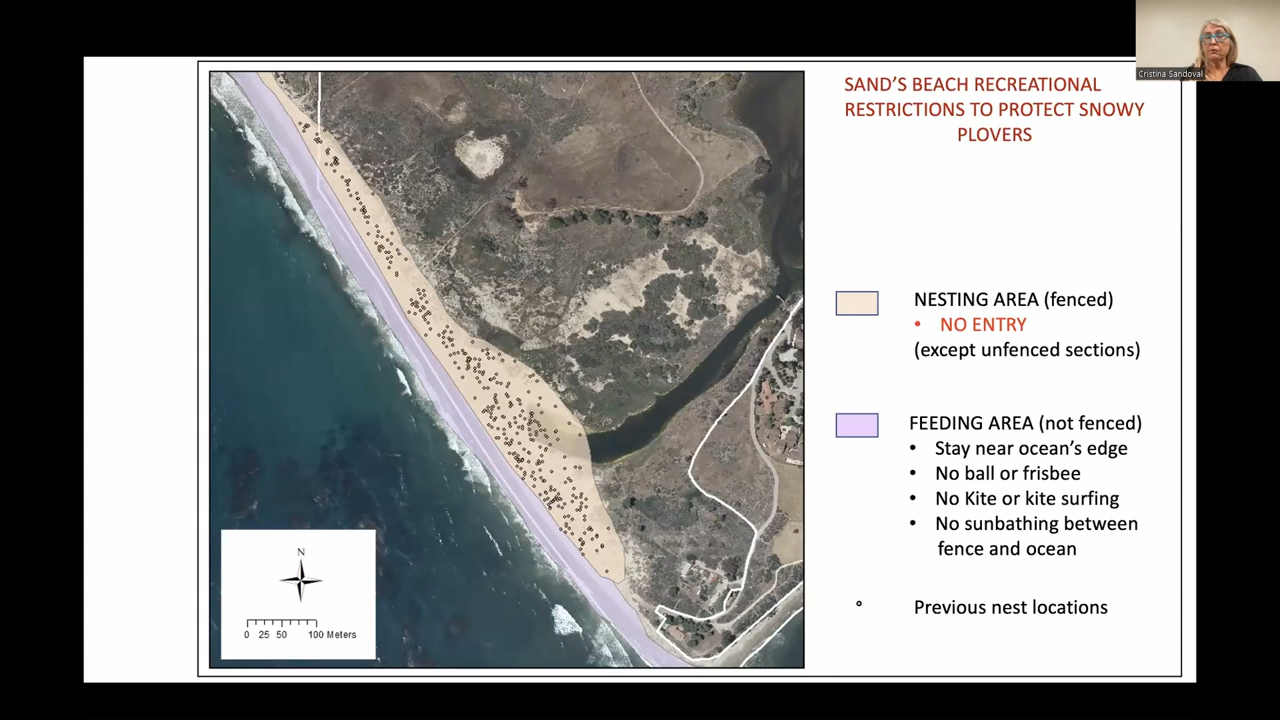 Cristina Sandoval
SAND'S BEACH RECREATIONAL
RESTRICTIONS TO PROTECT SNOWY
PLOVERS
NESTING AREA (fenced)
• NO ENTRY
(except unfenced sections)
FEEDING AREA (not fenced)
• Stay near ocean's edge
• No ball or frisbee
• No Kite or kite surfing
• No sunbathing between
fence and ocean
Previous nest locations
N
0 25 50 100 Meters